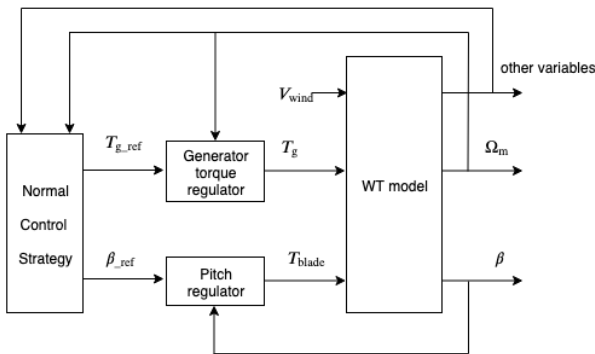 other variables
V_wind
T_g_ref
Generator
torque
regulator
T_g
Ω_m
WT model
Normal
Control
Strategy
β_ref
Pitch
regulator
T_blade
β